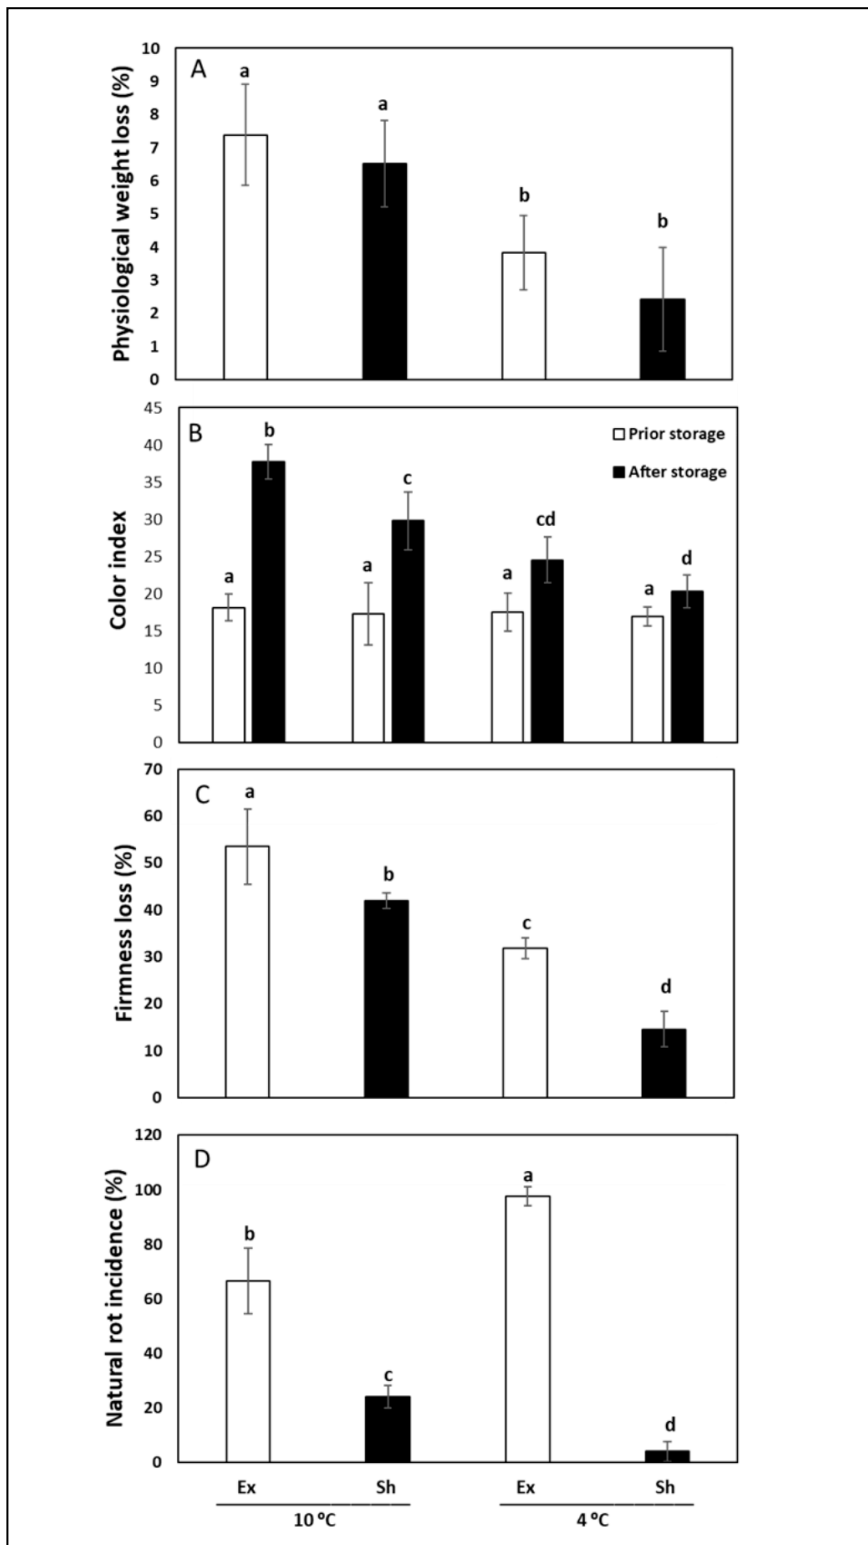 A
Physiological weight loss (%)
10
9
8
7
6
5
4
3
2
1
0
a
a
b
b
B
Color index
45
40
35
30
25
20
15
10
5
0
Prior storage
After storage
a
b
a
c
a
cd
a
d
C
Firmness loss (%)
70
60
50
40
30
20
10
0
a
b
c
d
D
Natural rot incidence (%)
120
100
80
60
40
20
0
b
c
a
d
Ex Sh Ex Sh
10 ºC 4 ºC